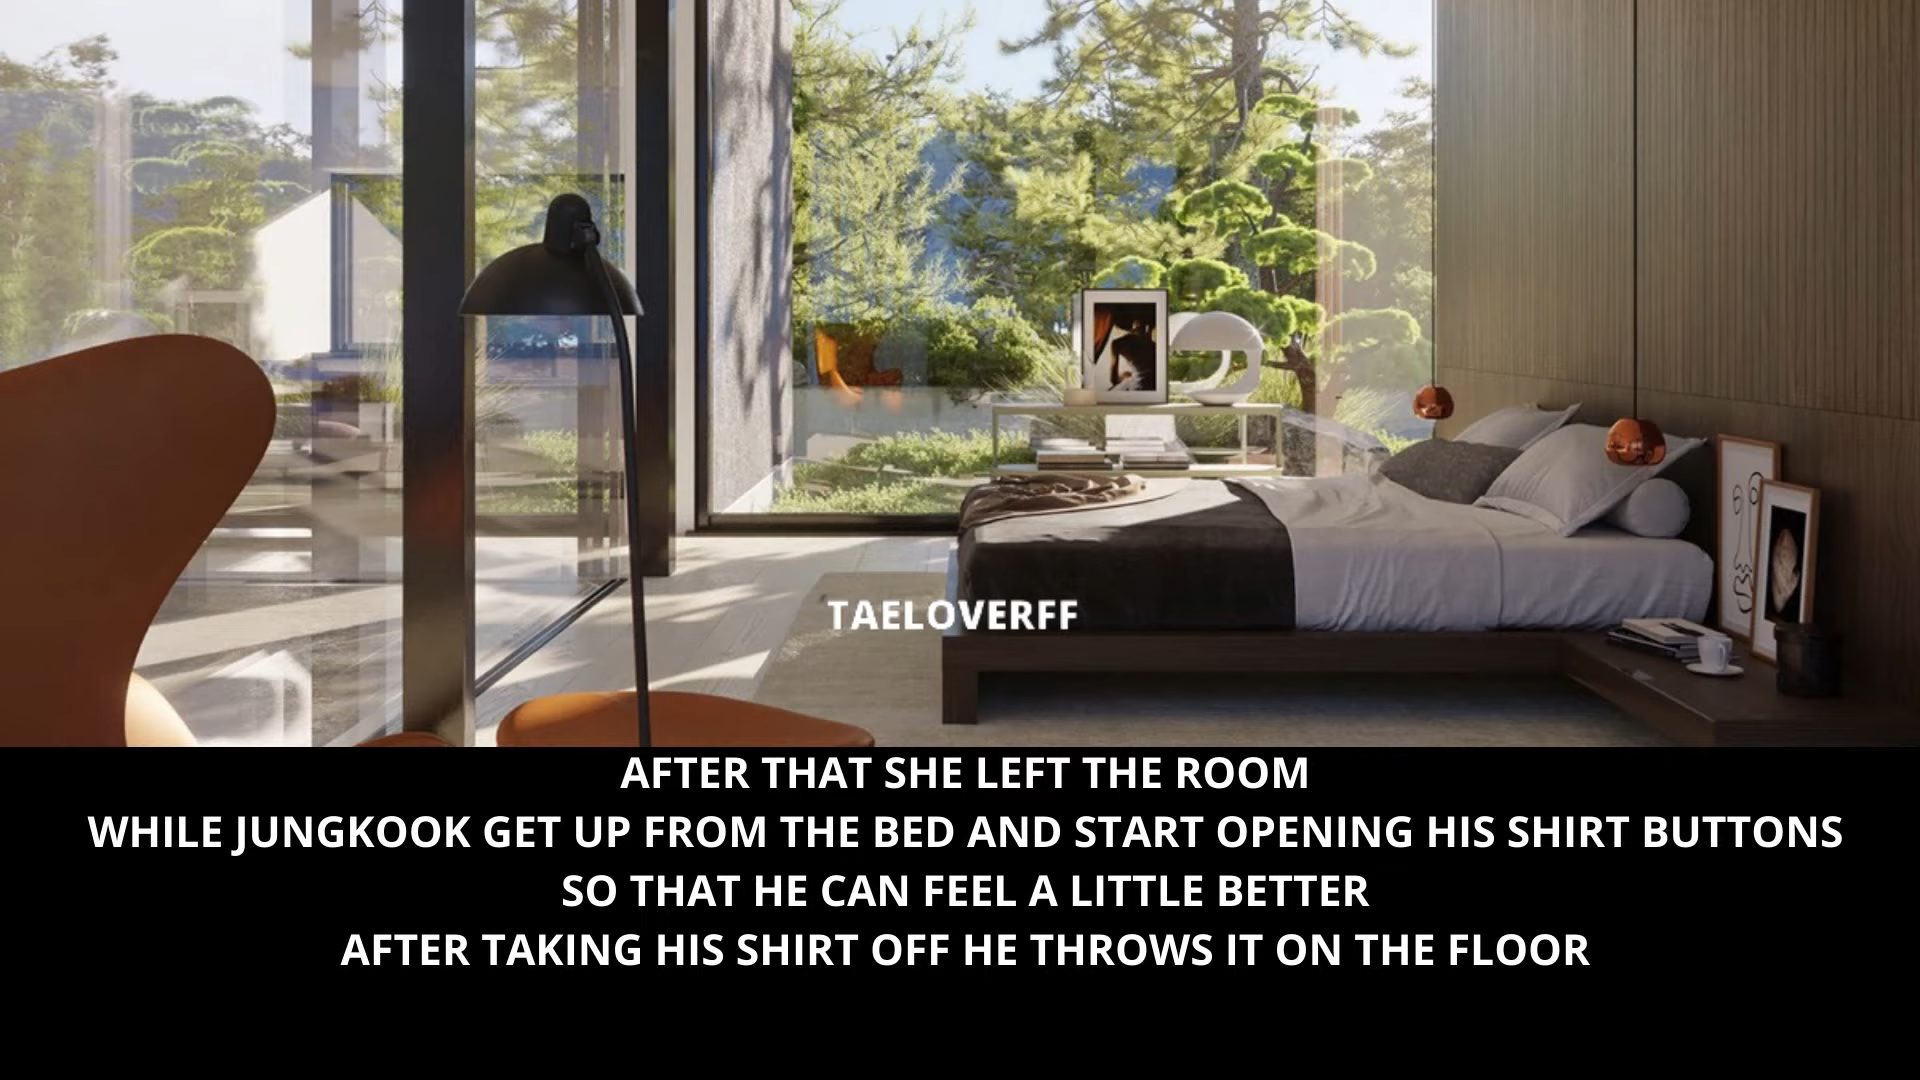 TAELOVERFF
AFTER THAT SHE LEFT THE ROOM
WHILE JUNGKOOK GET UP FROM THE BED AND START OPENING HIS SHIRT BUTTONS
SO THAT HE CAN FEEL A LITTLE BETTER
AFTER TAKING HIS SHIRT OFF HE THROWS IT ON THE FLOOR